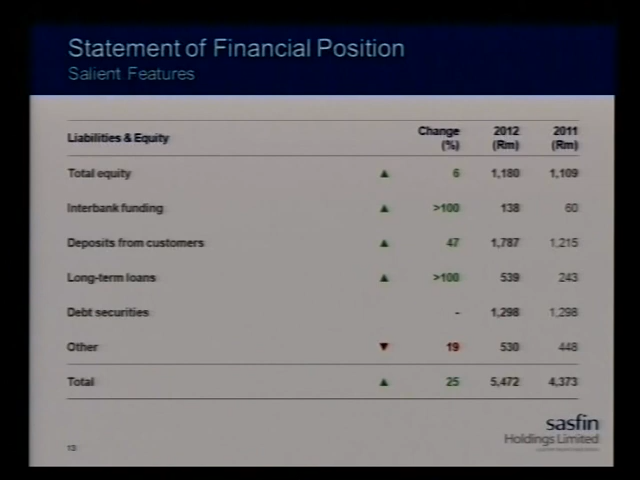 Statement of Financial Position
Salient Features
Liabilities & Equity Change (%) 2012 (Rm) 2011 (Rm)
Total equity ▲ 6 1,180 1,109
Interbank funding ▲ >100 138 60
Deposits from customers ▲ 47 1,787 1,215
Long-term loans ▲ >100 539 243
Debt securities - 1,298 1,298
Other ▼ 19 530 448
Total ▲ 25 5,472 4,373
sasfin
Holdings Limited
13